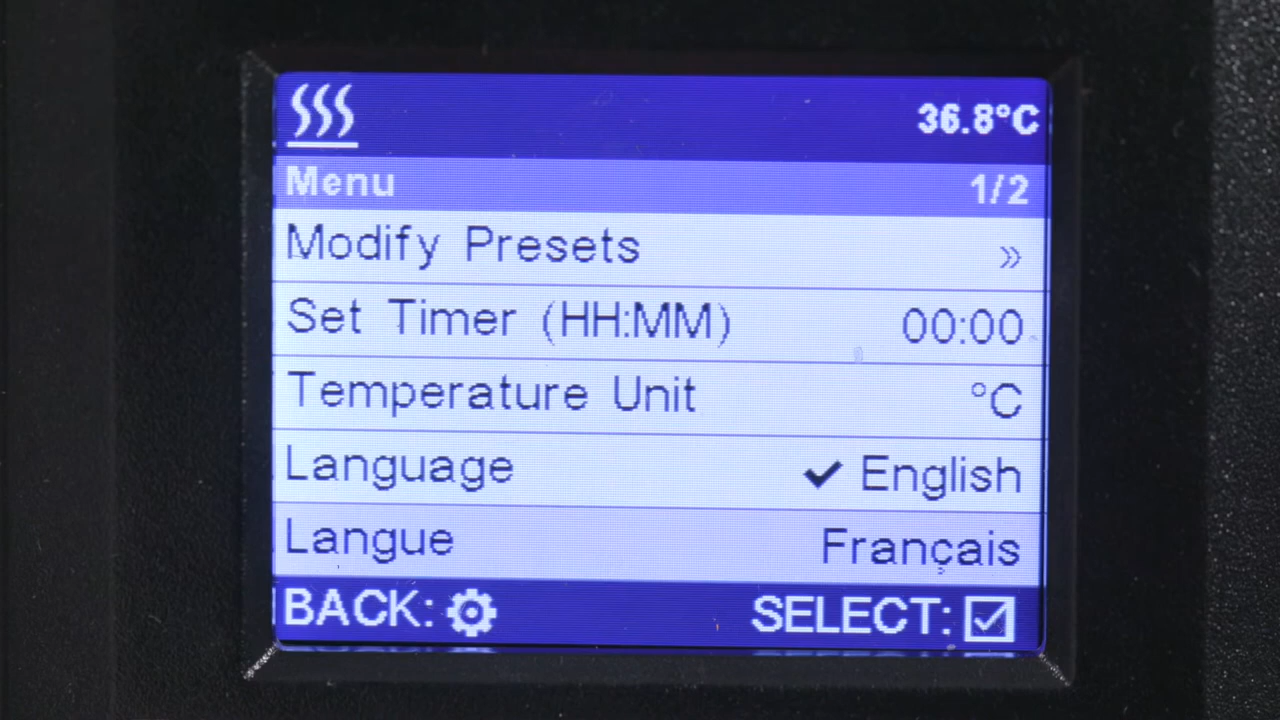 36.8°C
Menu 1/2
Modify Presets »
Set Timer (HH:MM) 00:00
Temperature Unit °C
Language ✓ English
Langue Français
BACK: SELECT: